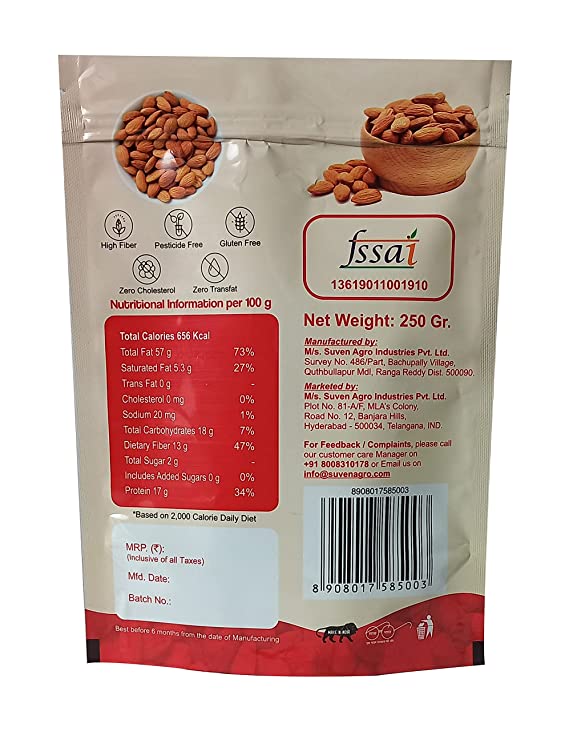 High Fiber
Pesticide Free
Gluten Free
Zero Cholesterol
Zero Transfat
Nutritional Information per 100 g
Total Calories 656 Kcal
Total Fat 57 g 73%
Saturated Fat 5.3 g 27%
Trans Fat 0 g -
Cholesterol 0 mg 0%
Sodium 20 mg 1%
Total Carbohydrates 18 g 7%
Dietary Fiber 13 g 47%
Total Sugar 2 g -
Includes Added Sugars 0 g 0%
Protein 17 g 34%
*Based on 2,000 Calorie Daily Diet
MRP. (₹):
(Inclusive of all Taxes)
Mfd. Date:
Batch No.:
Best before 6 months from the date of Manufacturing
fssai
13619011001910
Net Weight: 250 Gr.
Manufactured by:
M/s. Suven Agro Industries Pvt. Ltd.
Survey No. 486/Part, Bachupally Village,
Quthbullapur Mdl, Ranga Reddy Dist. 500090.
Marketed by:
M/s. Suven Agro Industries Pvt. Ltd.
Plot No. 81-A/F, MLA's Colony,
Road No. 12, Banjara Hills,
Hyderabad - 500034, Telangana, IND.
For Feedback / Complaints, please call
our customer care Manager on
+91 8008310178 or Email us on
info@suvenagro.com
8908017585003
8 908017 585003
MAKE IN INDIA